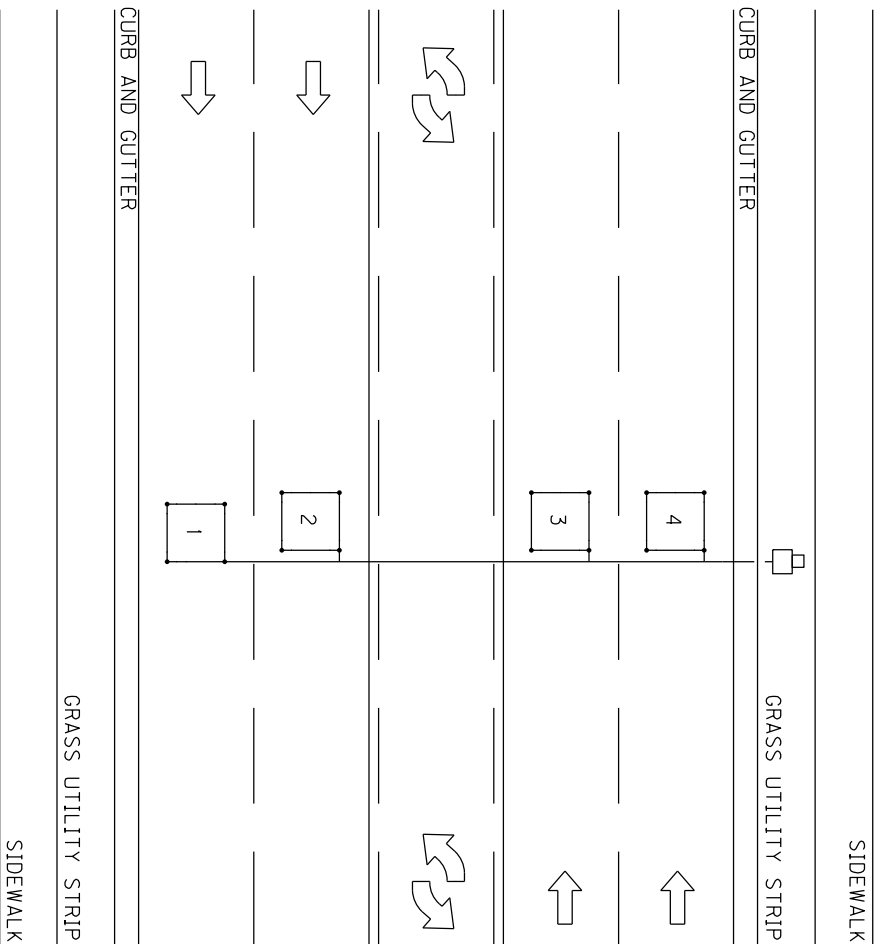 CURB AND GUTTER
CURB AND GUTTER
1
2
3
4
GRASS UTILITY STRIP
GRASS UTILITY STRIP
SIDEWALK
SIDEWALK